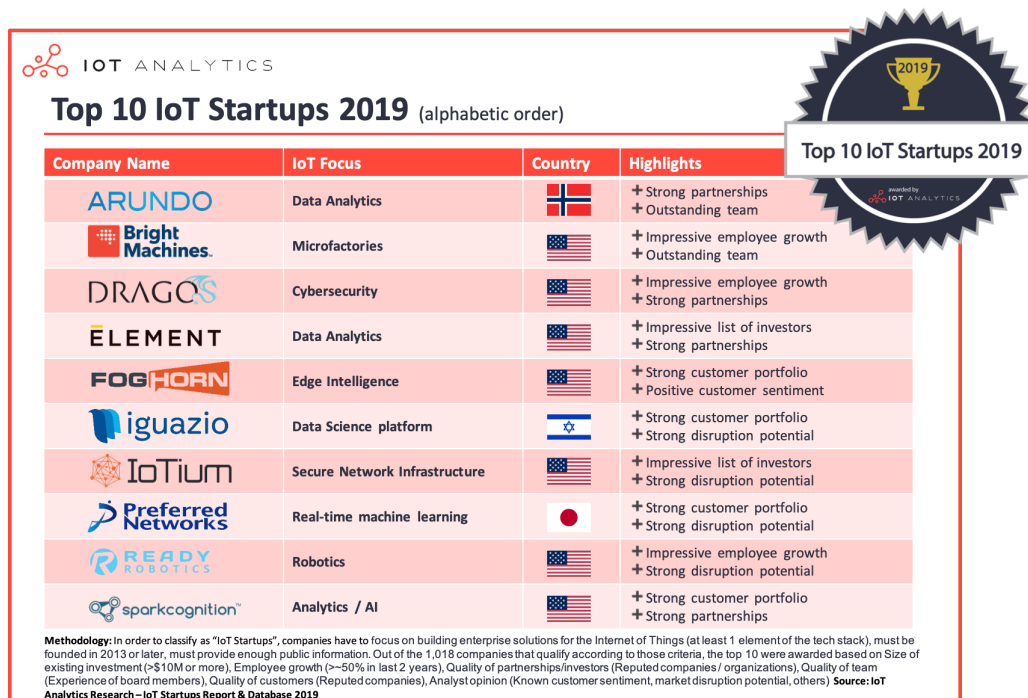 IOT ANALYTICS
Top 10 IoT Startups 2019 (alphabetic order)
2019
Top 10 IoT Startups 2019
awarded by
IOT ANALYTICS
Company Name IoT Focus Country Highlights
ARUNDO Data Analytics + Strong partnerships
+ Outstanding team
Bright
Machines Microfactories + Impressive employee growth
+ Outstanding team
DRAGOS Cybersecurity + Impressive employee growth
+ Strong partnerships
ĒLEMENT Data Analytics + Impressive list of investors
+ Strong partnerships
FOGHORN Edge Intelligence + Strong customer portfolio
+ Positive customer sentiment
iguazio Data Science platform + Strong customer portfolio
+ Strong disruption potential
IoTium Secure Network Infrastructure + Impressive list of investors
+ Strong disruption potential
Preferred
Networks Real-time machine learning + Strong customer portfolio
+ Strong disruption potential
READY
ROBOTICS Robotics + Impressive employee growth
+ Strong disruption potential
sparkcognition™ Analytics / AI + Strong customer portfolio
+ Strong partnerships
Methodology: In order to classify as “IoT Startups”, companies have to focus on building enterprise solutions for the Internet of Things (at least 1 element of the tech stack), must be
founded in 2013 or later, must provide enough public information. Out of the 1,018 companies that qualify according to those criteria, the top 10 were awarded based on Size of
existing investment (>$10M or more), Employee growth (>~50% in last 2 years), Quality of partnerships/investors (Reputed companies / organizations), Quality of team
(Experience of board members), Quality of customers (Reputed companies), Analyst opinion (Known customer sentiment, market disruption potential, others) Source: IoT
Analytics Research – IoT Startups Report & Database 2019